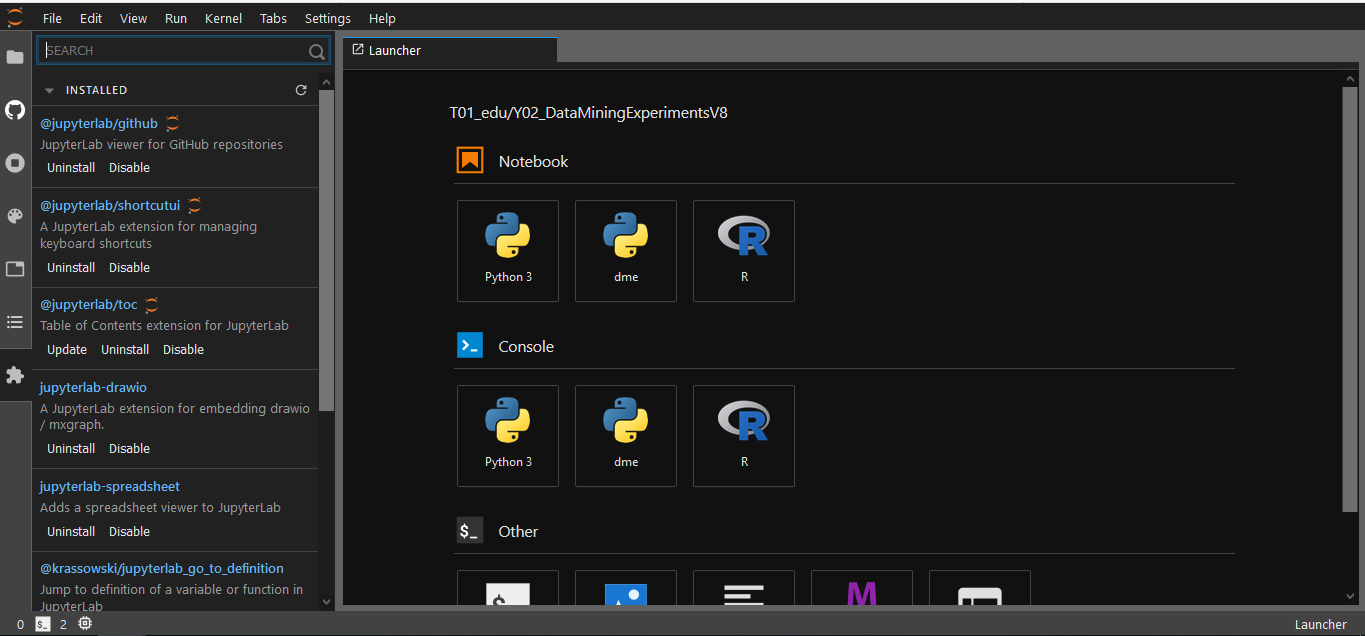 File Edit View Run Kernel Tabs Settings Help
SEARCH
INSTALLED
@jupyterlab/github
JupyterLab viewer for GitHub repositories
Uninstall Disable
@jupyterlab/shortcutui
A JupyterLab extension for managing
keyboard shortcuts
Uninstall Disable
@jupyterlab/toc
Table of Contents extension for JupyterLab
Update Uninstall Disable
jupyterlab-drawio
A JupyterLab extension for embedding drawio
/ mxgraph.
Uninstall Disable
jupyterlab-spreadsheet
Adds a spreadsheet viewer to JupyterLab
Uninstall Disable
@krassowski/jupyterlab_go_to_definition
Jump to definition of a variable or function in
JupyterLab
Launcher
T01_edu/Y02_DataMiningExperimentsV8
Notebook
Python 3 dme R
Console
Python 3 dme R
$_ Other
M
0 $_ 2 Launcher